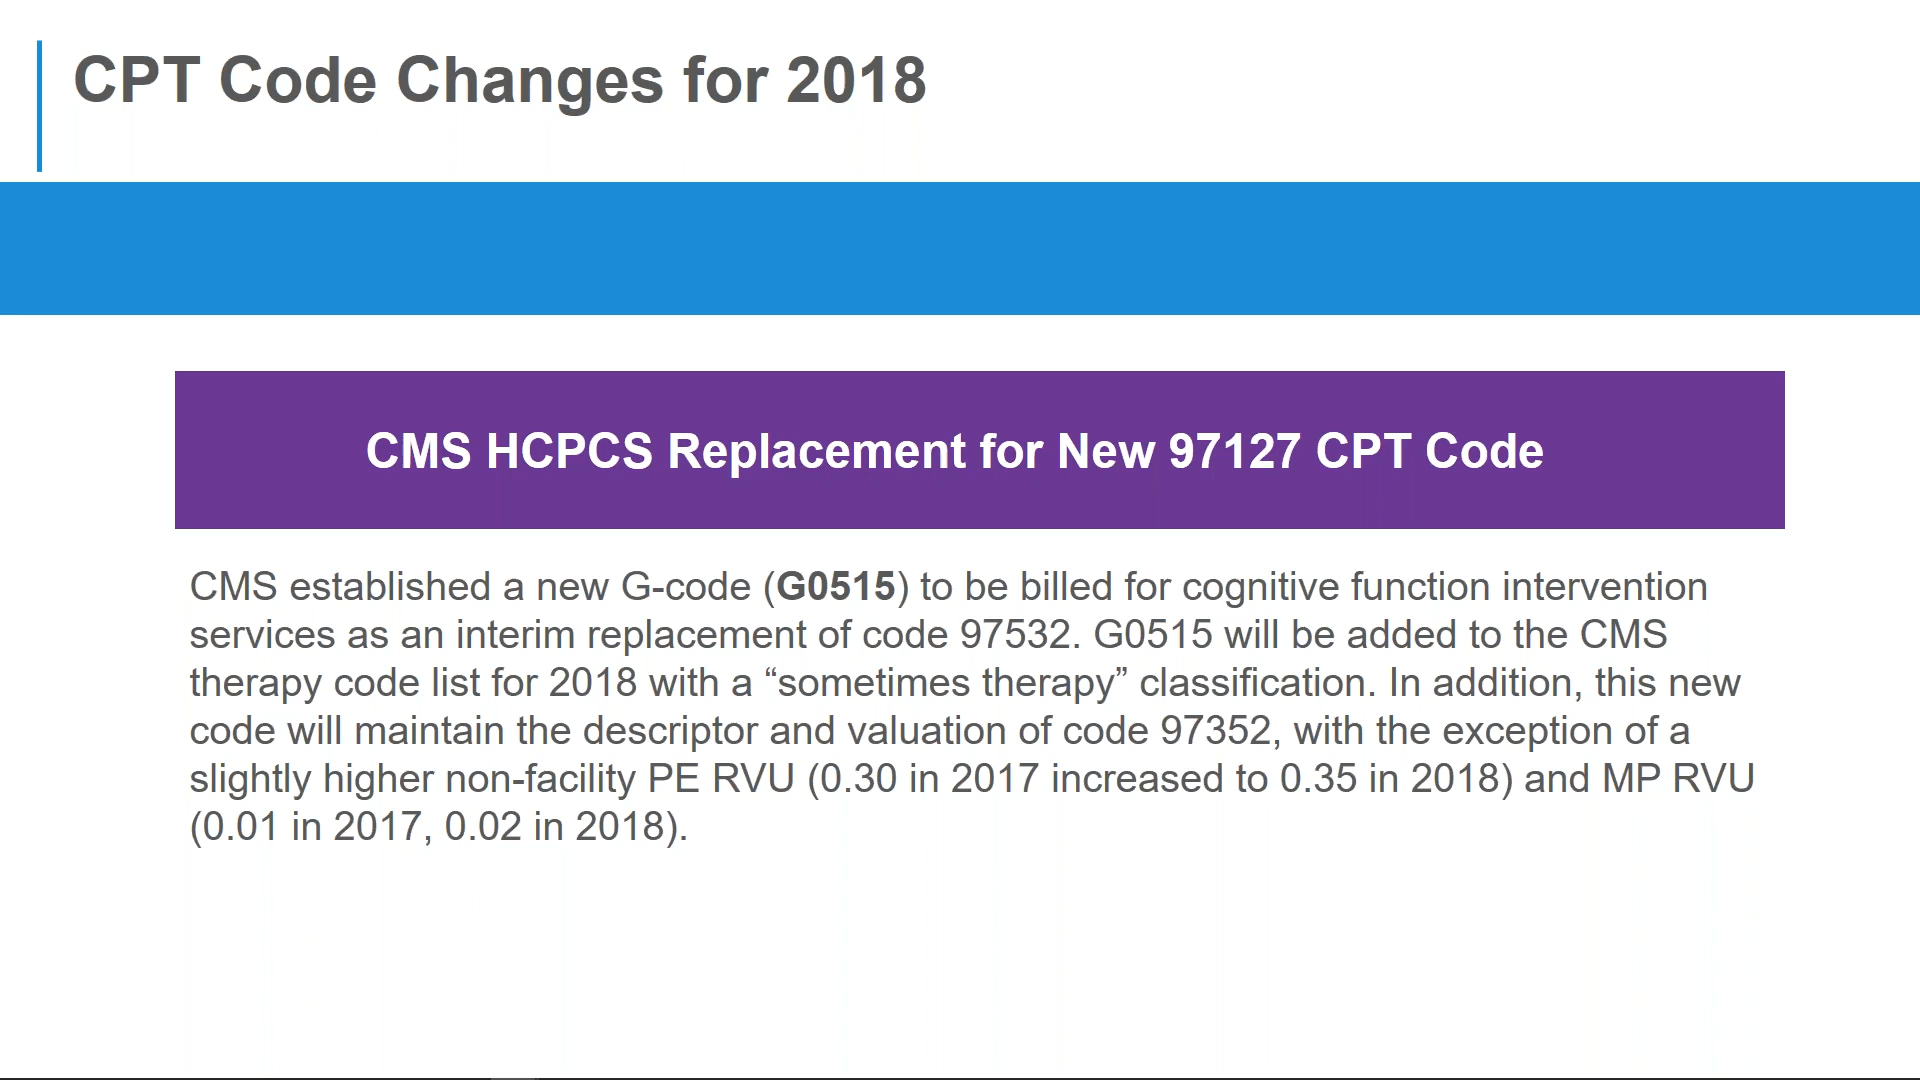 CPT Code Changes for 2018
CMS HCPCS Replacement for New 97127 CPT Code
CMS established a new G-code (G0515) to be billed for cognitive function intervention
services as an interim replacement of code 97532. G0515 will be added to the CMS
therapy code list for 2018 with a “sometimes therapy” classification. In addition, this new
code will maintain the descriptor and valuation of code 97352, with the exception of a
slightly higher non-facility PE RVU (0.30 in 2017 increased to 0.35 in 2018) and MP RVU
(0.01 in 2017, 0.02 in 2018).